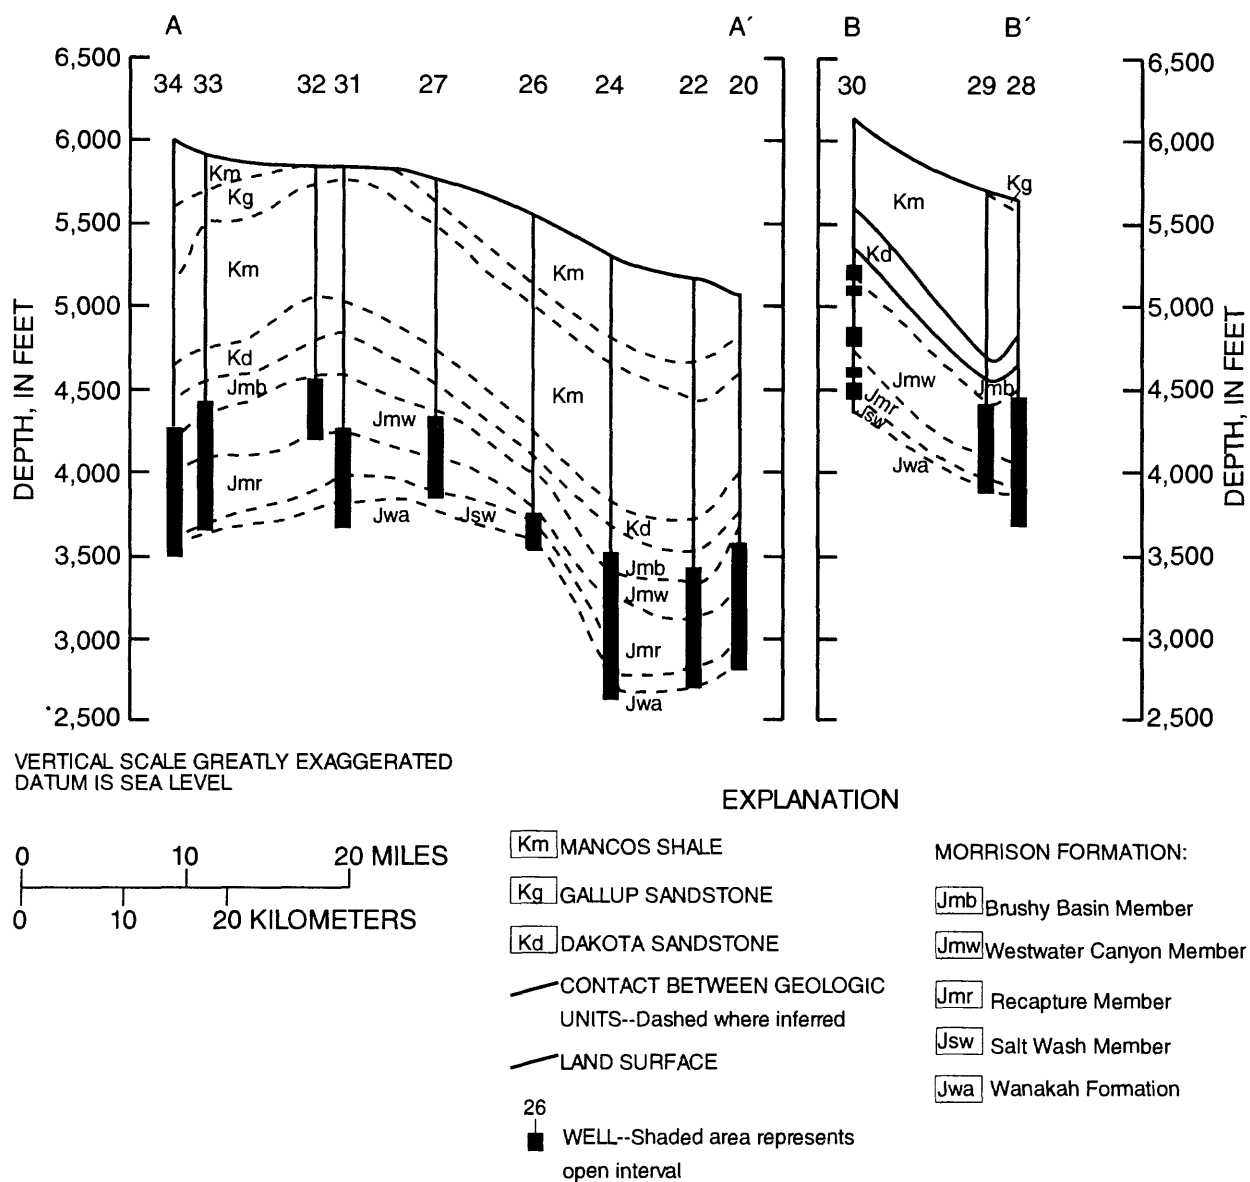 A A´ B B´
6,500 6,500
34 33 32 31 27 26 24 22 20 30 29 28
6,000 6,000
Km
Kg
Kg
Km
5,500 5,500
Km
Km
Kd
5,000 5,000
Kd
Jmb
Km
Jmw
Jmb
4,500 4,500
Jmw
Jmr
Jsw
4,000 4,000
Jmr
Jwa
Jwa
Jsw
Kd
3,500 3,500
Jmb
Jmw
3,000 3,000
Jmr
Jwa
2,500 2,500
DEPTH, IN FEET
DEPTH, IN FEET
VERTICAL SCALE GREATLY EXAGGERATED
DATUM IS SEA LEVEL
0 10 20 MILES
0 10 20 KILOMETERS
EXPLANATION
Km MANCOS SHALE
Kg GALLUP SANDSTONE
Kd DAKOTA SANDSTONE
CONTACT BETWEEN GEOLOGIC
UNITS--Dashed where inferred
LAND SURFACE
26
WELL--Shaded area represents
open interval
MORRISON FORMATION:
Jmb Brushy Basin Member
Jmw Westwater Canyon Member
Jmr Recapture Member
Jsw Salt Wash Member
Jwa Wanakah Formation